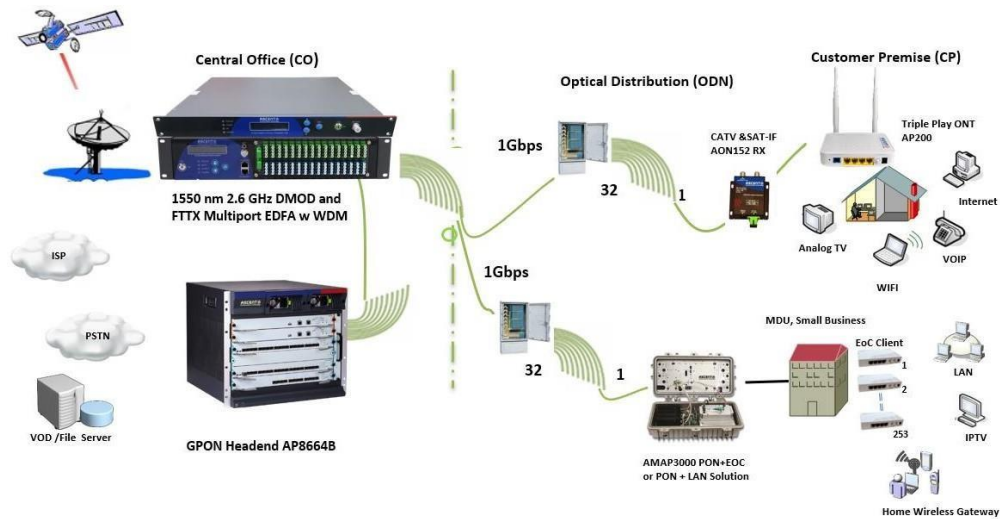 Central Office (CO)
Optical Distribution (ODN)
Customer Premise (CP)
1550 nm 2.6 GHz DMOD and
FTTX Multiport EDFA w WDM
1Gbps
32
1
CATV &SAT-IF
AON152 RX
Triple Play ONT
AP200
Internet
Analog TV
VOIP
WIFI
ISP
PSTN
VOD /File Server
GPON Headend AP8664B
1Gbps
32
1
AMAP3000 PON+EOC
or PON + LAN Solution
MDU, Small Business
EoC Client
1
2
253
LAN
IPTV
Home Wireless Gateway